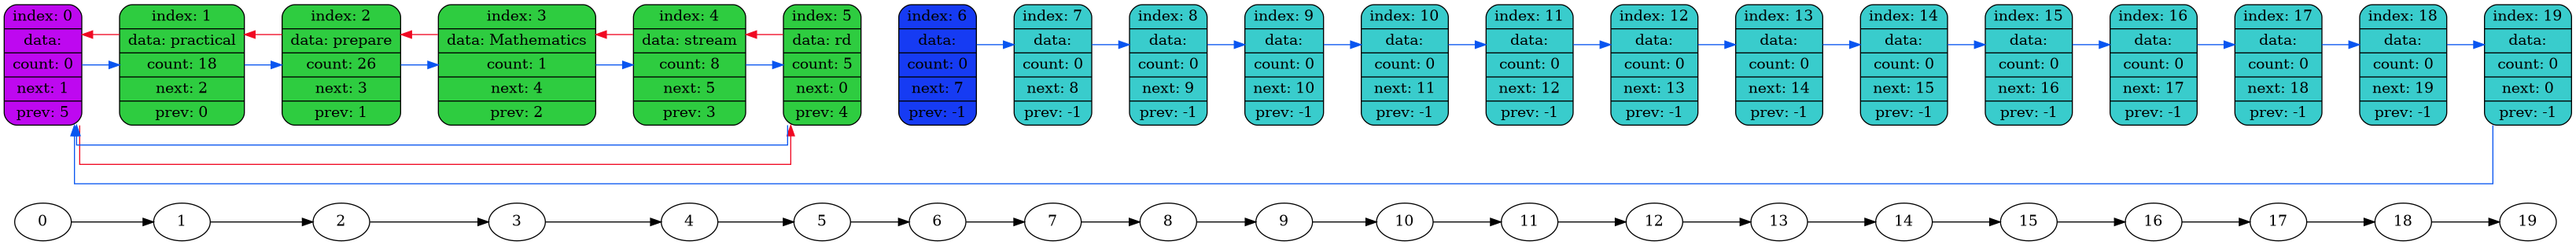 index: 0
data:
count: 0
next: 1
prev: 5
index: 1
data: practical
count: 18
next: 2
prev: 0
index: 2
data: prepare
count: 26
next: 3
prev: 1
index: 3
data: Mathematics
count: 1
next: 4
prev: 2
index: 4
data: stream
count: 8
next: 5
prev: 3
index: 5
data: rd
count: 5
next: 0
prev: 4
index: 6
data:
count: 0
next: 7
prev: -1
index: 7
data:
count: 0
next: 8
prev: -1
index: 8
data:
count: 0
next: 9
prev: -1
index: 9
data:
count: 0
next: 10
prev: -1
index: 10
data:
count: 0
next: 11
prev: -1
index: 11
data:
count: 0
next: 12
prev: -1
index: 12
data:
count: 0
next: 13
prev: -1
index: 13
data:
count: 0
next: 14
prev: -1
index: 14
data:
count: 0
next: 15
prev: -1
index: 15
data:
count: 0
next: 16
prev: -1
index: 16
data:
count: 0
next: 17
prev: -1
index: 17
data:
count: 0
next: 18
prev: -1
index: 18
data:
count: 0
next: 19
prev: -1
index: 19
data:
count: 0
next: 0
prev: -1
0 1 2 3 4 5 6 7 8 9 10 11 12 13 14 15 16 17 18 19